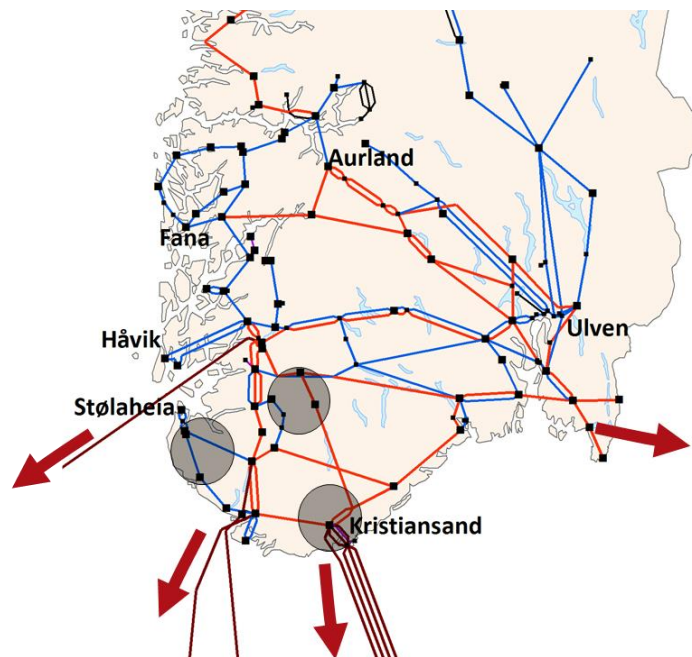 Aurland
Fana
Ulven
Håvik
Stølaheia
Kristiansand